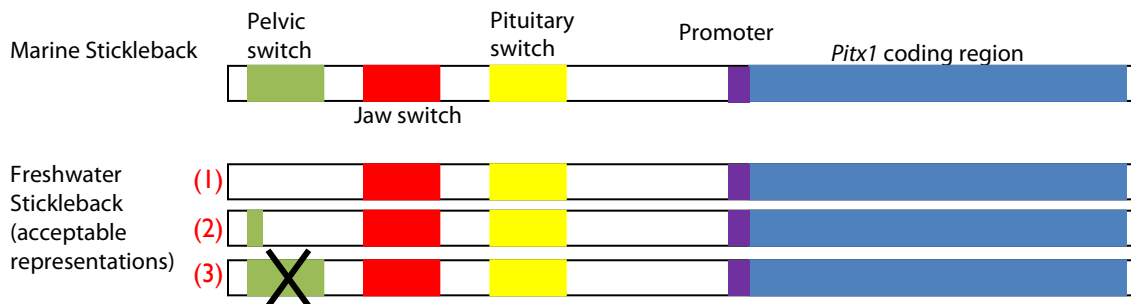 Pelvic
switch
Pituitary
switch
Promoter
Marine Stickleback
Pitx1 coding region
Jaw switch
Freshwater
Stickleback
(acceptable
representations)
(1)
(2)
(3)